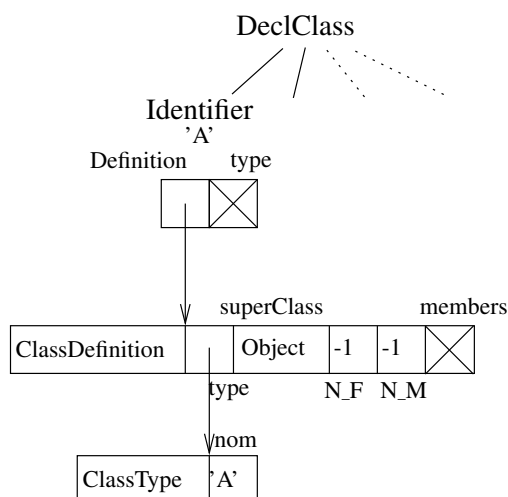 DeclClass
Identifier
'A'
Definition type
superClass members
ClassDefinition Object -1 -1
type N_F N_M
nom
ClassType 'A'